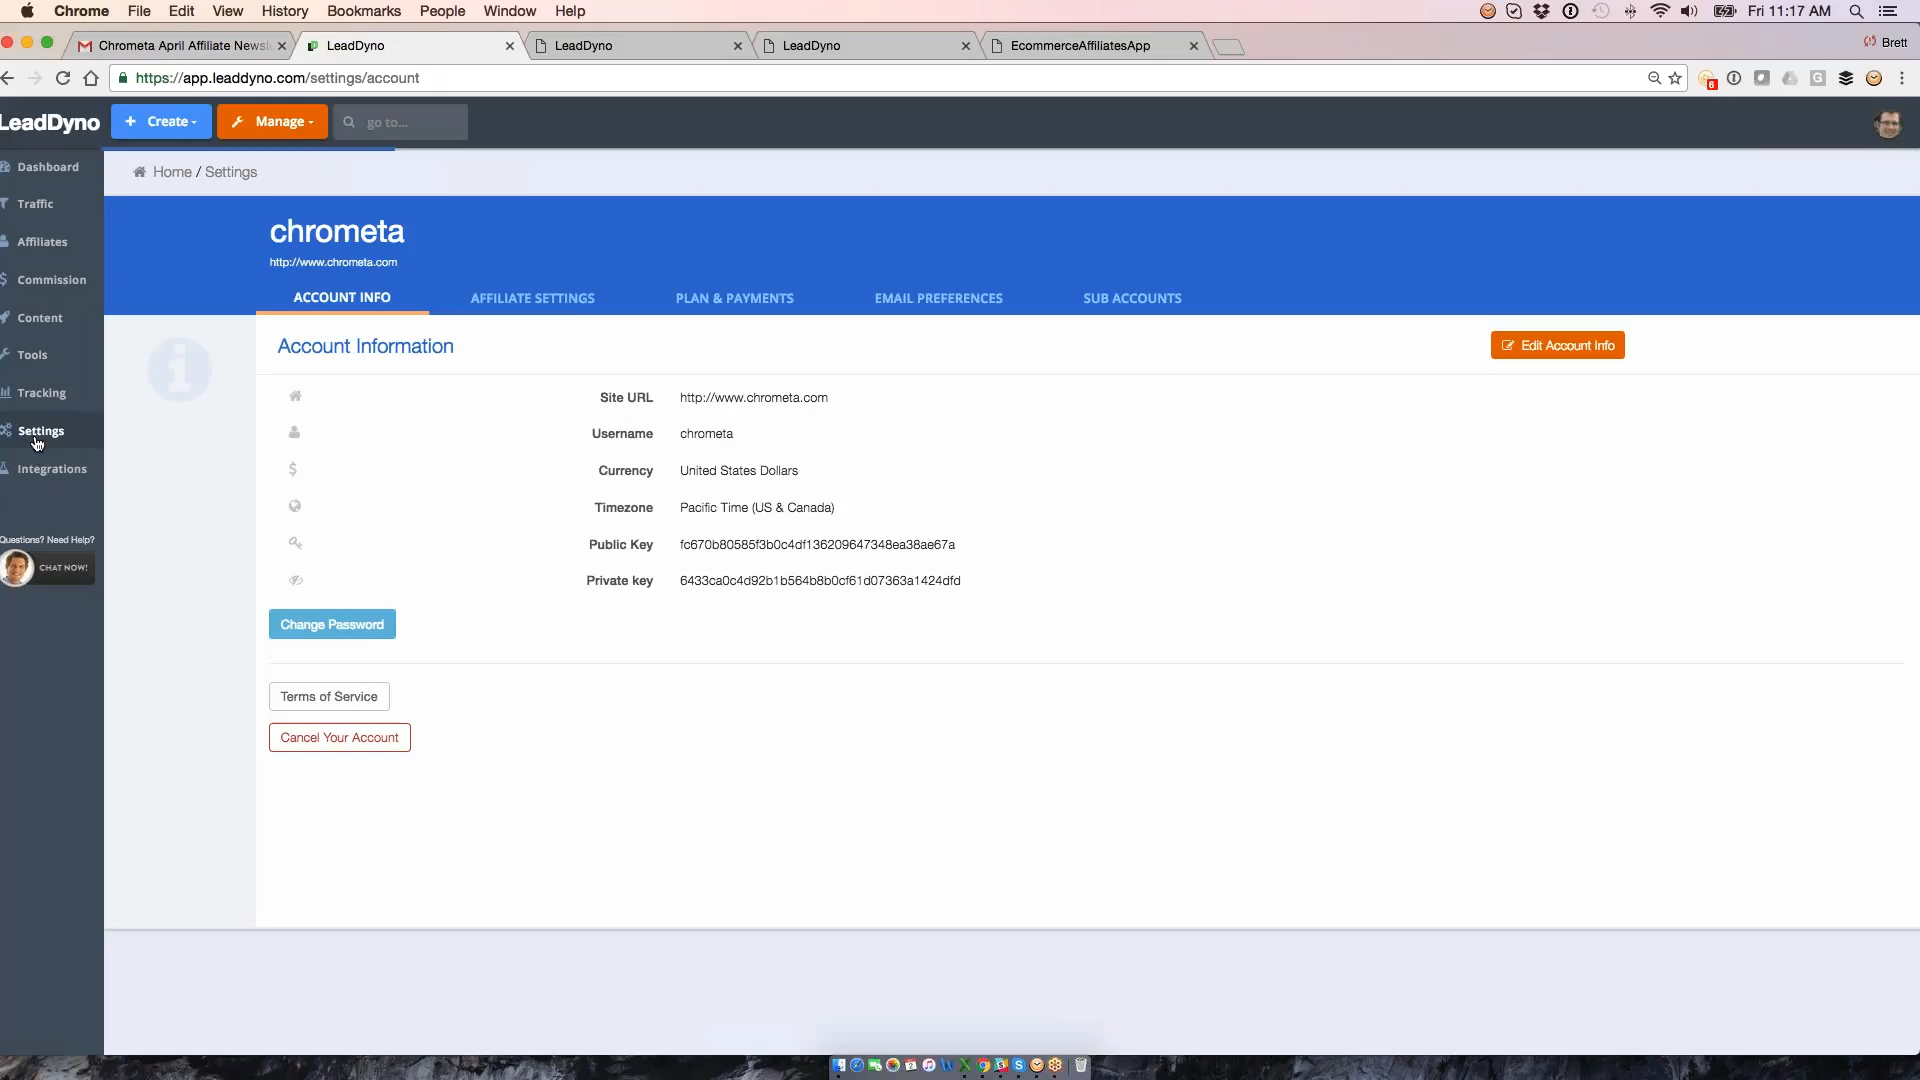 Chrome File Edit View History Bookmarks People Window Help Fri 11:17 AM
Chrometa April Affiliate Newsl LeadDyno LeadDyno LeadDyno EcommerceAffiliatesApp Brett
https://app.leaddyno.com/settings/account 6
LeadDyno + Create Manage go to...
Home / Settings
Dashboard
Traffic
Affiliates
Commission
Content
Tools
Tracking
Settings
Integrations
Questions? Need Help?
CHAT NOW!
chrometa
http://www.chrometa.com
ACCOUNT INFO AFFILIATE SETTINGS PLAN & PAYMENTS EMAIL PREFERENCES SUB ACCOUNTS
Account Information Edit Account Info
Site URL http://www.chrometa.com
Username chrometa
Currency United States Dollars
Timezone Pacific Time (US & Canada)
Public Key fc670b80585f3b0c4df136209647348ea38ae67a
Private key 6433ca0c4d92b1b564b8b0cf61d07363a1424dfd
Change Password
Terms of Service
Cancel Your Account